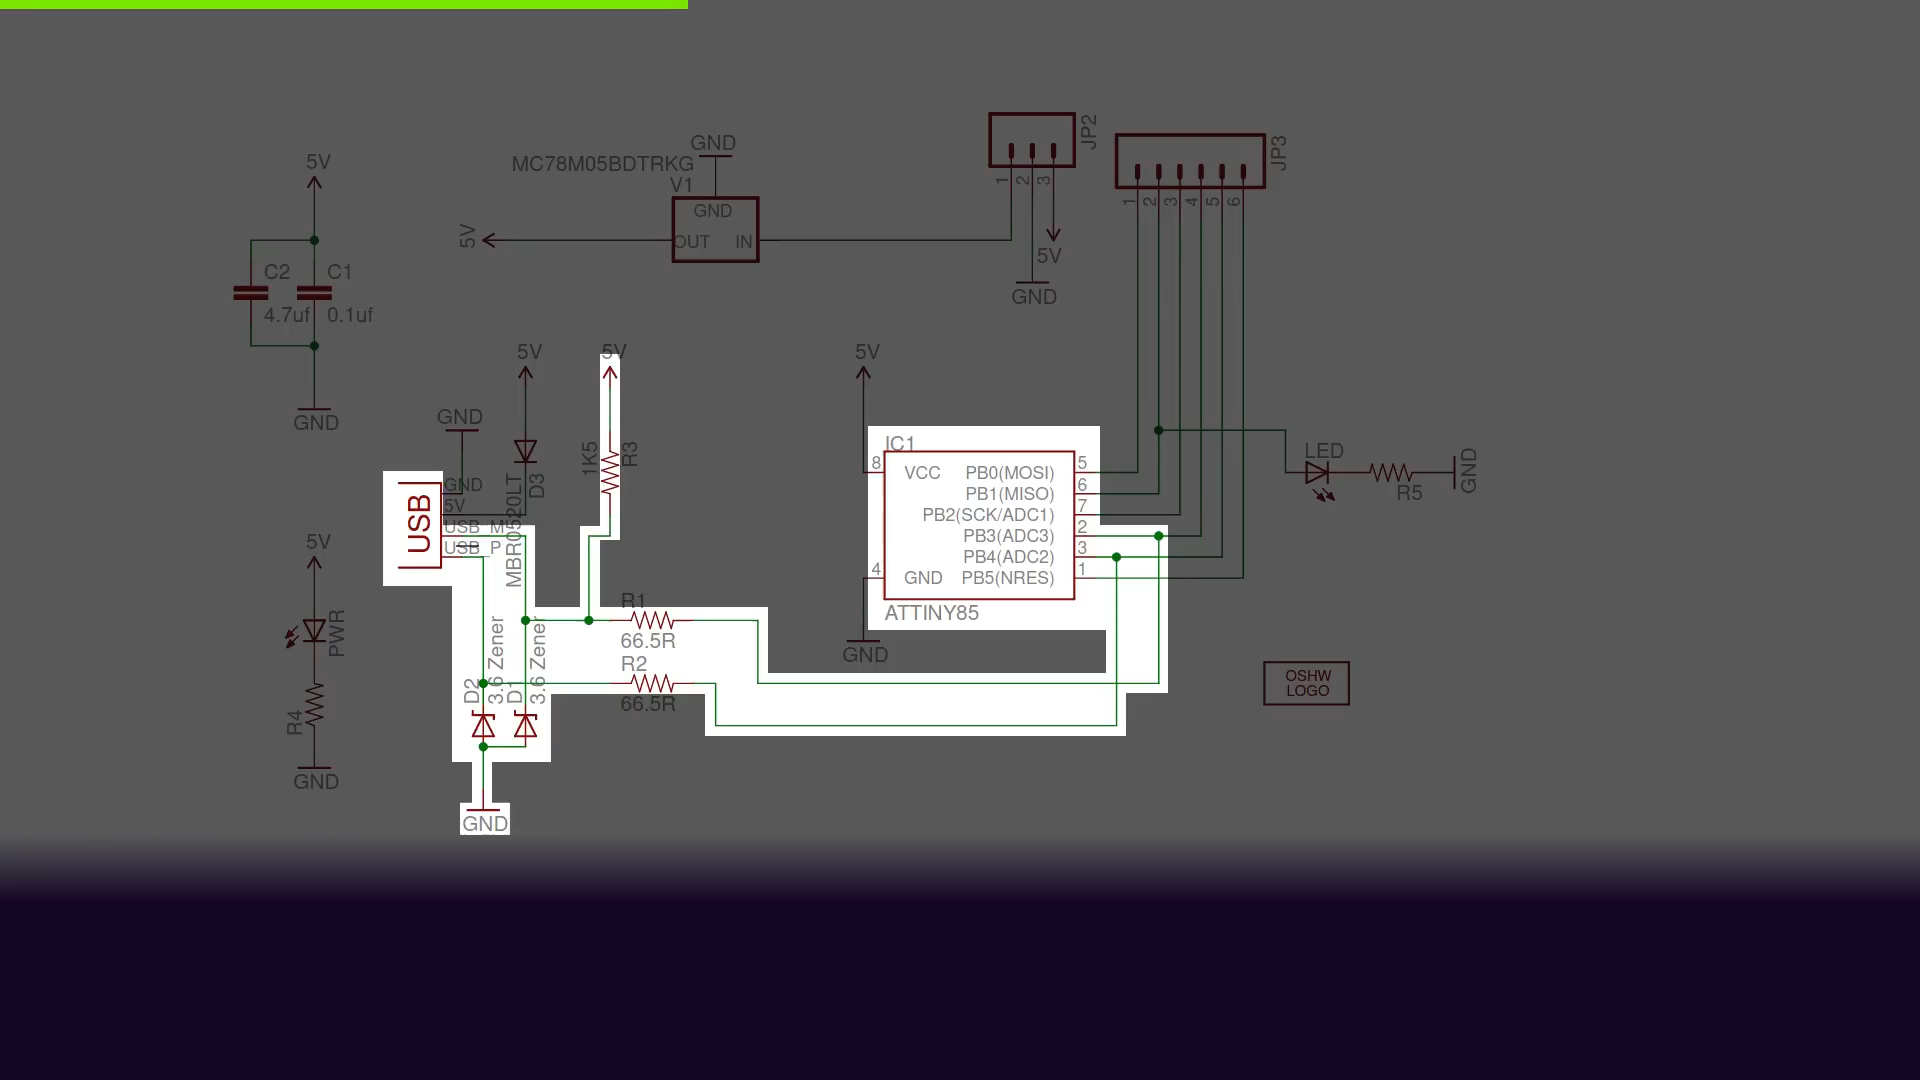 JP2
JP3
GND
5V
MC78M05BDTRKG
V1
1
2
3
1
2
3
4
5
6
GND
5V
OUT
IN
5V
C2
C1
GND
4.7uf
0.1uf
5V
5V
5V
GND
GND
IC1
LED
GND
1K5
R3
8
VCC
PB0(MOSI)
5
D3
GND
PB1(MISO)
6
R5
5V
PB2(SCK/ADC1)
7
USB
USB_M
PB3(ADC3)
2
5V
USB_P
MBR0520LT
PB4(ADC2)
3
4
GND
PB5(NRES)
1
R1
ATTINY85
PWR
66.5R
GND
3.6 Zener
3.6 Zener
R2
D2
D1
66.5R
OSHW
LOGO
R4
GND
GND